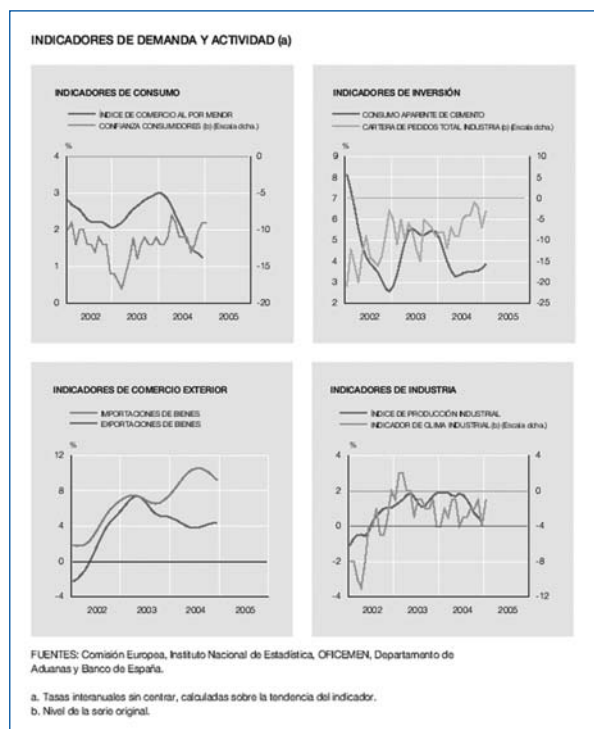 INDICADORES DE DEMANDA Y ACTIVIDAD (a)
INDICADORES DE CONSUMO
ÍNDICE DE COMERCIO AL POR MENOR
CONFIANZA CONSUMIDORES (b) (Escala dcha.)
%
4
3
2
1
0
0
-5
-10
-15
-20
2002 2003 2004 2005
INDICADORES DE INVERSIÓN
CONSUMO APARENTE DE CEMENTO
CARTERA DE PEDIDOS TOTAL INDUSTRIA (b) (Escala dcha.)
%
9
8
7
6
5
4
3
2
10
5
0
-5
-10
-15
-20
-25
2002 2003 2004 2005
INDICADORES DE COMERCIO EXTERIOR
IMPORTACIONES DE BIENES
EXPORTACIONES DE BIENES
%
12
8
4
0
-4
2002 2003 2004 2005
INDICADORES DE INDUSTRIA
ÍNDICE DE PRODUCCIÓN INDUSTRIAL
INDICADOR DE CLIMA INDUSTRIAL (b) (Escala dcha.)
%
4
2
0
-2
-4
4
0
-4
-8
-12
2002 2003 2004 2005
FUENTES: Comisión Europea, Instituto Nacional de Estadística, OFICEMEN, Departamento de
Aduanas y Banco de España.
a. Tasas interanuales sin centrar, calculadas sobre la tendencia del indicador.
b. Nivel de la serie original.